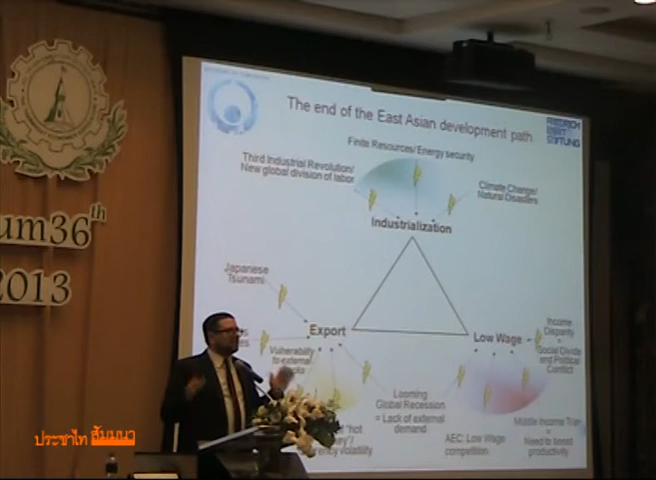 um36th
2013
The end of the East Asian development path
FRIEDRICH
EBERT
STIFTUNG
Finite Resources/ Energy security
Third Industrial Revolution/
New global division of labor
Climate Change/
Natural Disasters
Industrialization
Japanese
Tsunami
Export
Low Wage
Income
Disparity
=
Social Divide
and Political
Conflict
Vulnerability
to external
Looming
Global Recession
= Lack of external
demand
"hot
volatility
AEC: Low Wage
competition
Middle Income
=
Need to boost
productivity
ประชาไท